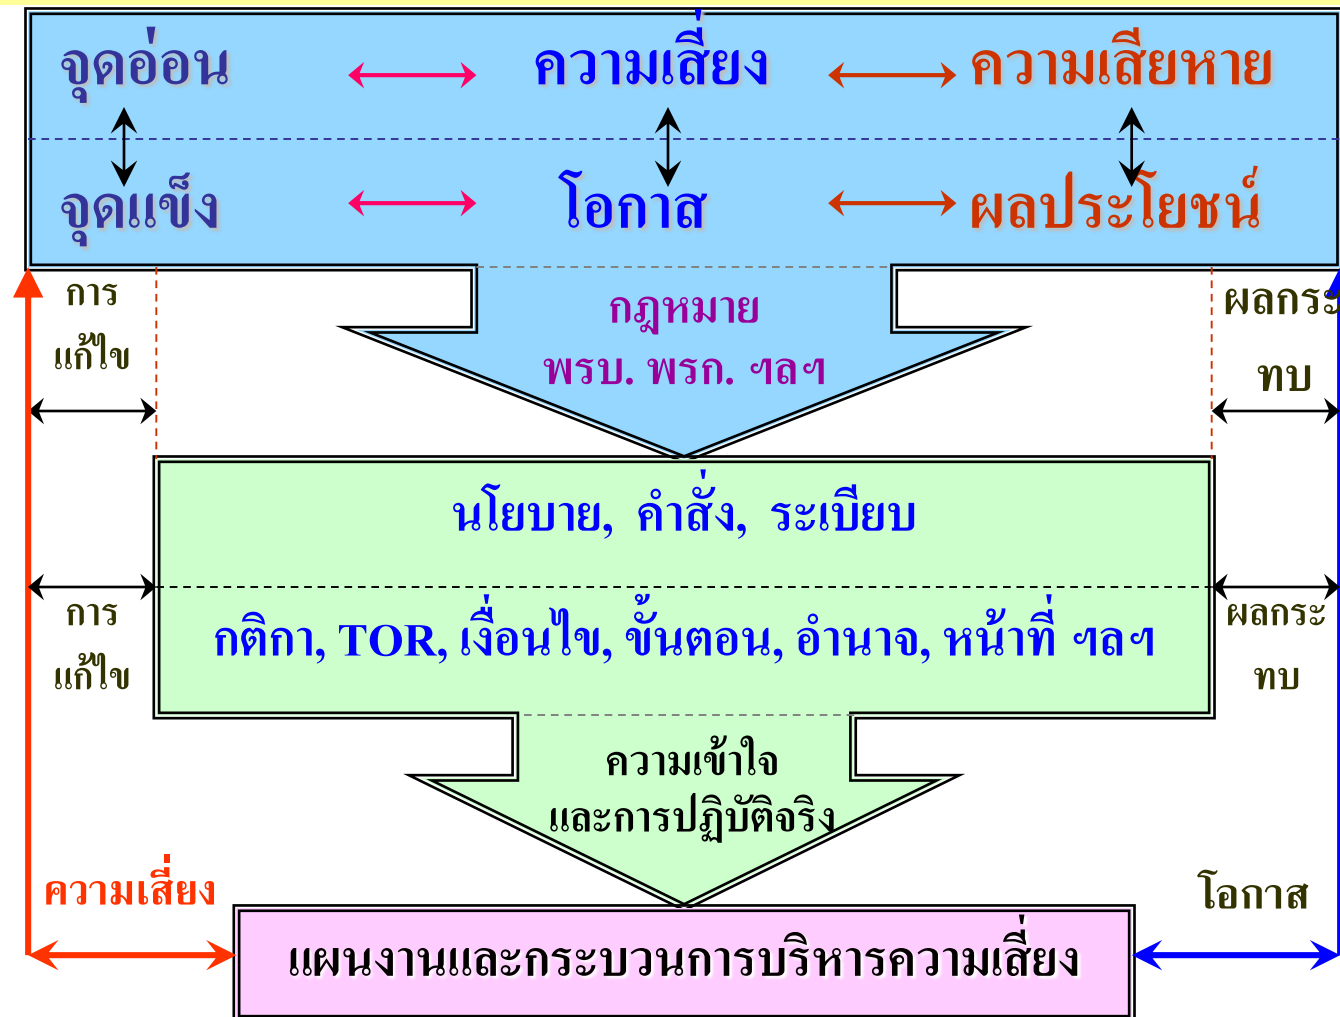 จุดอ่อน ความเสี่ยง ความเสียหาย
จุดแข็ง โอกาส ผลประโยชน์
การ
แก้ไข
กฎหมาย
พรบ. พรก. ฯลฯ
ผลกระ
ทบ
นโยบาย, คำสั่ง, ระเบียบ
กติกา, TOR, เงื่อนไข, ขั้นตอน, อำนาจ, หน้าที่ ฯลฯ
การ
แก้ไข
ผลกระ
ทบ
ความเข้าใจ
และการปฏิบัติจริง
ความเสี่ยง
โอกาส
แผนงานและกระบวนการบริหารความเสี่ยง